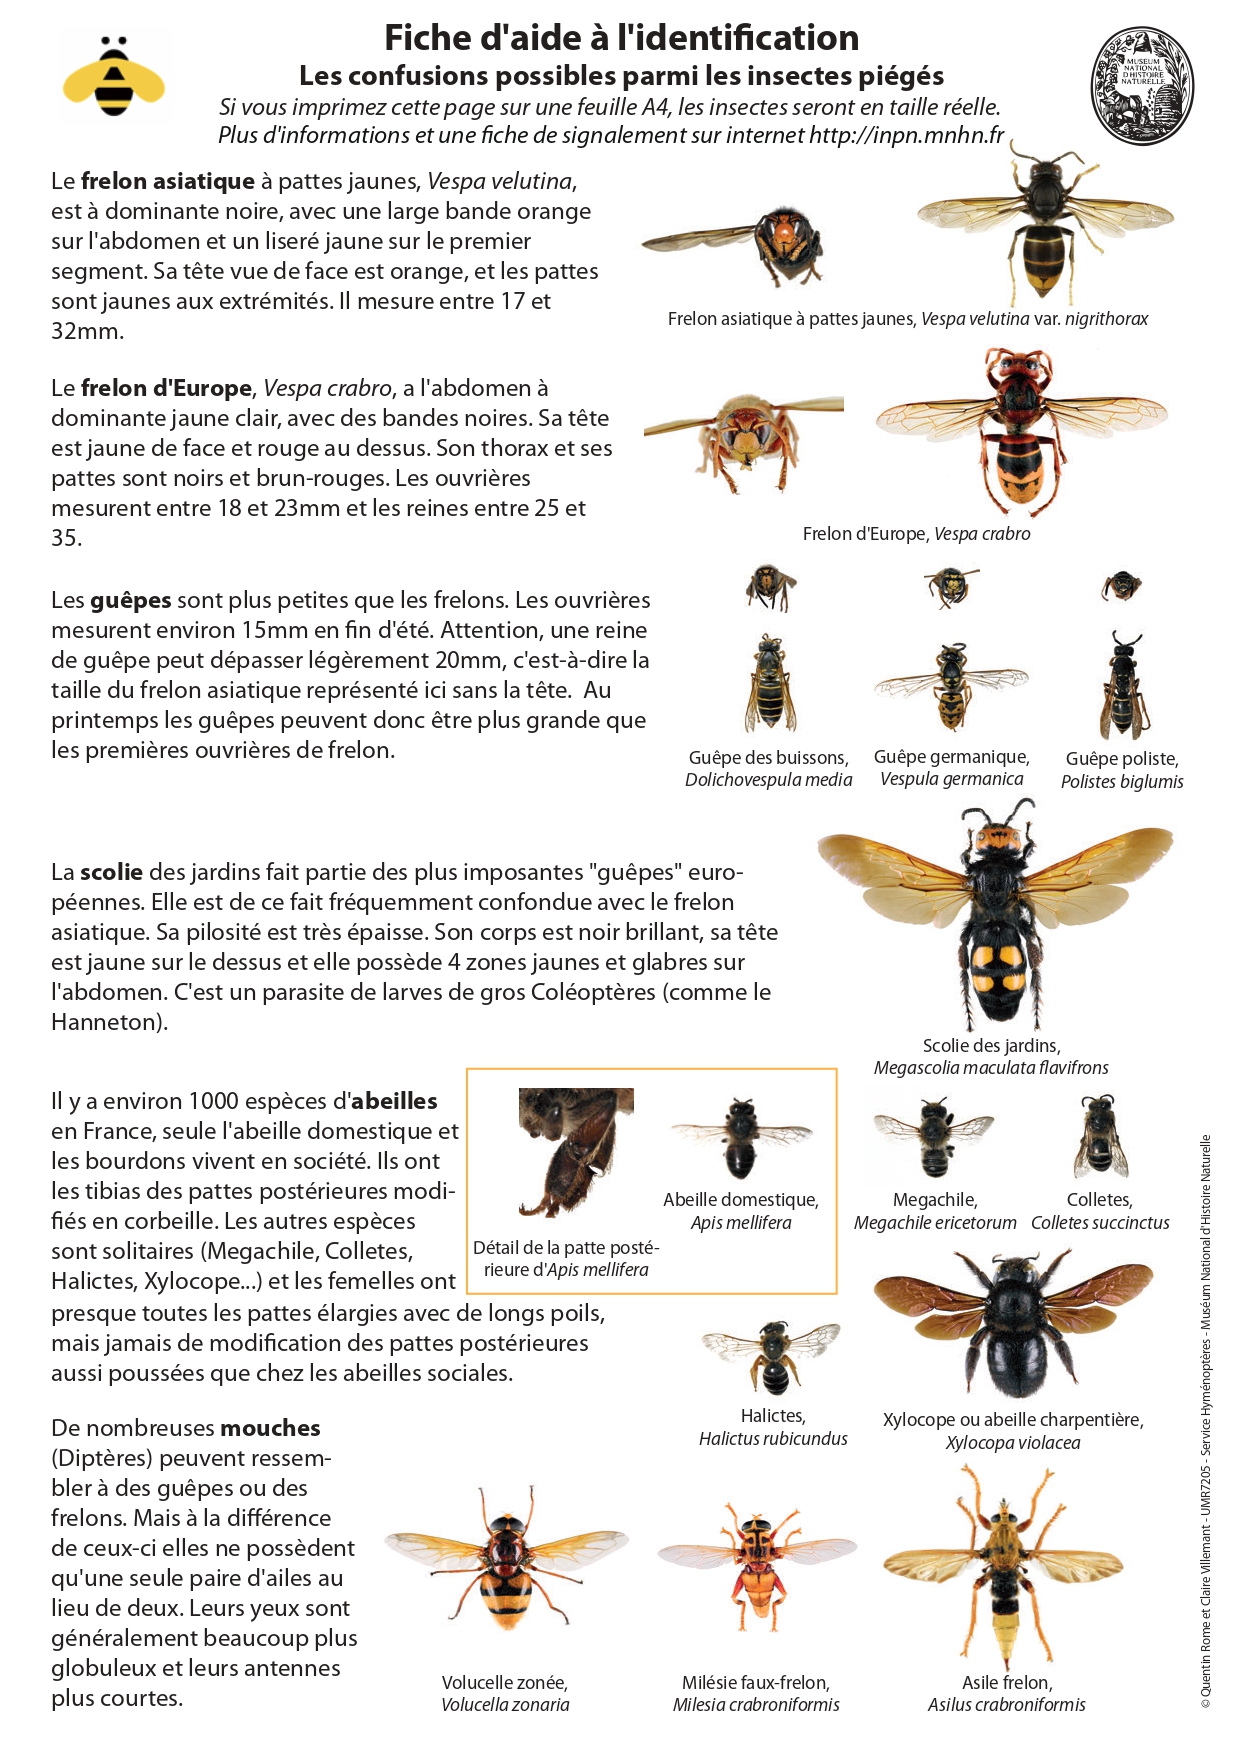 Fiche d'aide à l'identification
Les confusions possibles parmi les insectes piégés
Si vous imprimez cette page sur une feuille A4, les insectes seront en taille réelle.
Plus d'informations et une fiche de signalement sur internet http://inpn.mnhn.fr
MUSEUM
NATIONAL
D'HISTOIRE
NATURELLE
Le frelon asiatique à pattes jaunes, Vespa velutina,
est à dominante noire, avec une large bande orange
sur l'abdomen et un liseré jaune sur le premier
segment. Sa tête vue de face est orange, et les pattes
sont jaunes aux extrémités. Il mesure entre 17 et
32mm.
Frelon asiatique à pattes jaunes, Vespa velutina var. nigrithorax
Le frelon d'Europe, Vespa crabro, a l'abdomen à
dominante jaune clair, avec des bandes noires. Sa tête
est jaune de face et rouge au dessus. Son thorax et ses
pattes sont noirs et brun-rouges. Les ouvrières
mesurent entre 18 et 23mm et les reines entre 25 et
35.
Frelon d'Europe, Vespa crabro
Les guêpes sont plus petites que les frelons. Les ouvrières
mesurent environ 15mm en fin d'été. Attention, une reine
de guêpe peut dépasser légèrement 20mm, c'est-à-dire la
taille du frelon asiatique représenté ici sans la tête.  Au
printemps les guêpes peuvent donc être plus grande que
les premières ouvrières de frelon.
Guêpe des buissons,
Dolichovespula media
Guêpe germanique,
Vespula germanica
Guêpe poliste,
Polistes biglumis
La scolie des jardins fait partie des plus imposantes "guêpes" euro-
péennes. Elle est de ce fait fréquemment confondue avec le frelon
asiatique. Sa pilosité est très épaisse. Son corps est noir brillant, sa tête
est jaune sur le dessus et elle possède 4 zones jaunes et glabres sur
l'abdomen. C'est un parasite de larves de gros Coléoptères (comme le
Hanneton).
Scolie des jardins,
Megascolia maculata flavifrons
Il y a environ 1000 espèces d'abeilles
en France, seule l'abeille domestique et
les bourdons vivent en société. Ils ont
les tibias des pattes postérieures modi-
fiés en corbeille. Les autres espèces
sont solitaires (Megachile, Colletes,
Halictes, Xylocope...) et les femelles ont
presque toutes les pattes élargies avec de longs poils,
mais jamais de modification des pattes postérieures
aussi poussées que chez les abeilles sociales.
Détail de la patte posté-
rieure d'Apis mellifera
Abeille domestique,
Apis mellifera
Megachile,
Megachile ericetorum
Colletes,
Colletes succinctus
Halictes,
Halictus rubicundus
Xylocope ou abeille charpentière,
Xylocopa violacea
De nombreuses mouches
(Diptères) peuvent ressem-
bler à des guêpes ou des
frelons. Mais à la différence
de ceux-ci elles ne possèdent
qu'une seule paire d'ailes au
lieu de deux. Leurs yeux sont
généralement beaucoup plus
globuleux et leurs antennes
plus courtes.
Volucelle zonée,
Volucella zonaria
Milésie faux-frelon,
Milesia crabroniformis
Asile frelon,
Asilus crabroniformis
© Quentin Rome et Claire Villemant - UMR7205 - Service Hyménoptères - Muséum National d'Histoire Naturelle